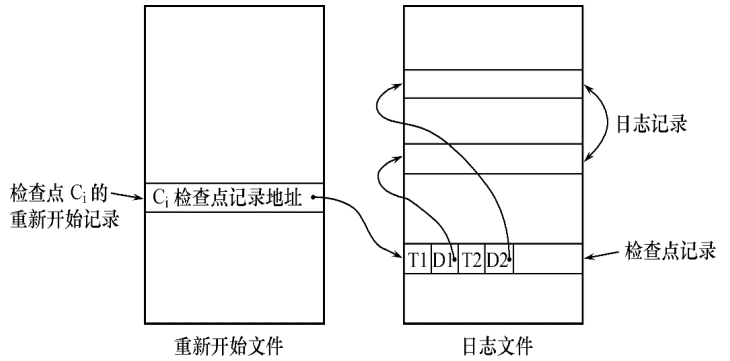 日志记录
检查点 Ci 的
重新开始记录
Ci 检查点记录地址
T1 D1 T2 D2
检查点记录
重新开始文件
日志文件